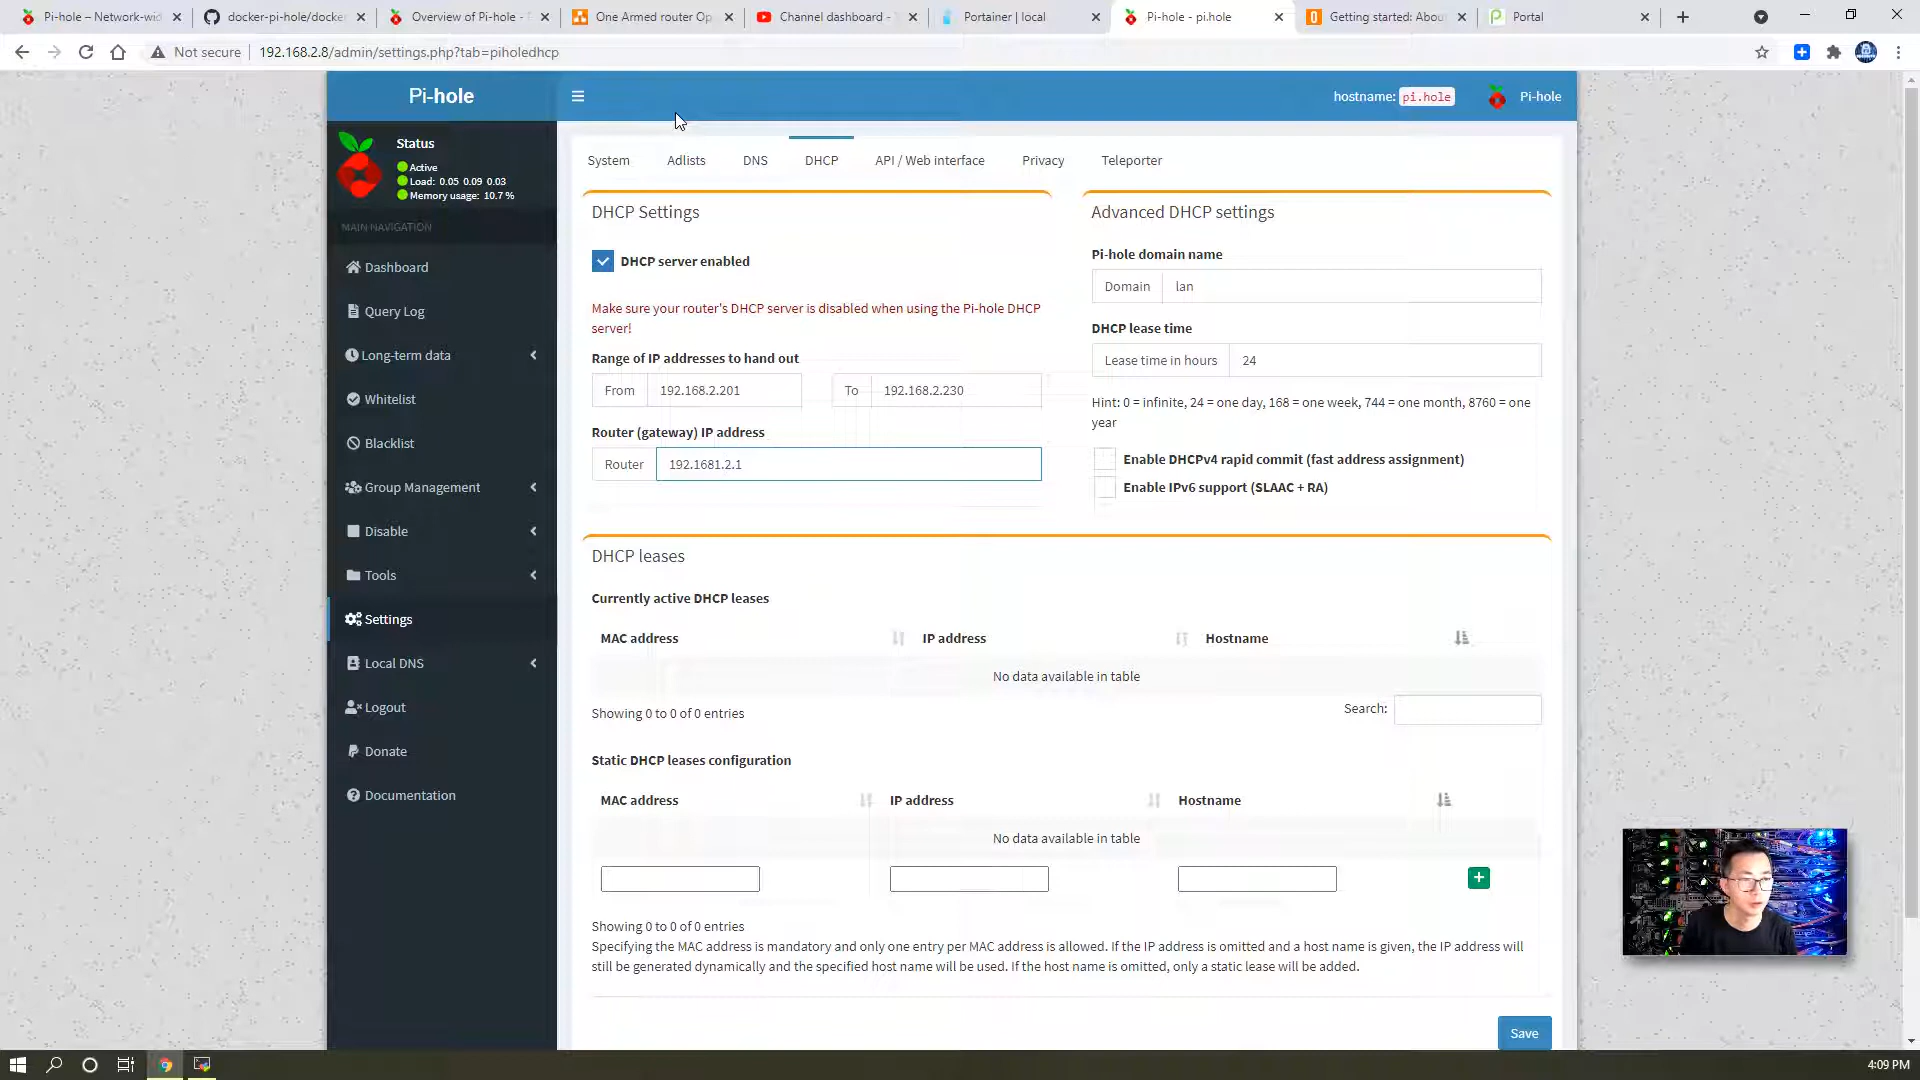 Pi-hole – Network-wid
docker-pi-hole/docker
Overview of Pi-hole -
One Armed router Op
Channel dashboard -
Portainer | local
Pi-hole - pi.hole
Getting started: Abou
Portal
Not secure
192.168.2.8/admin/settings.php?tab=piholedhcp
Pi-hole
hostname: pi.hole
Pi-hole
Status
Active
Load: 0.05 0.09 0.03
Memory usage: 10.7 %
MAIN NAVIGATION
Dashboard
Query Log
Long-term data
Whitelist
Blacklist
Group Management
Disable
Tools
Settings
Local DNS
Logout
Donate
Documentation
System
Adlists
DNS
DHCP
API / Web interface
Privacy
Teleporter
DHCP Settings
DHCP server enabled
Make sure your router's DHCP server is disabled when using the Pi-hole DHCP
server!
Range of IP addresses to hand out
From 192.168.2.201
To 192.168.2.230
Router (gateway) IP address
Router 192.1681.2.1
Advanced DHCP settings
Pi-hole domain name
Domain lan
DHCP lease time
Lease time in hours 24
Hint: 0 = infinite, 24 = one day, 168 = one week, 744 = one month, 8760 = one
year
Enable DHCPv4 rapid commit (fast address assignment)
Enable IPv6 support (SLAAC + RA)
DHCP leases
Currently active DHCP leases
MAC address IP address Hostname
No data available in table
Showing 0 to 0 of 0 entries
Search:
Static DHCP leases configuration
MAC address IP address Hostname
No data available in table
Showing 0 to 0 of 0 entries
Specifying the MAC address is mandatory and only one entry per MAC address is allowed. If the IP address is omitted and a host name is given, the IP address will
still be generated dynamically and the specified host name will be used. If the host name is omitted, only a static lease will be added.
Save
4:09 PM